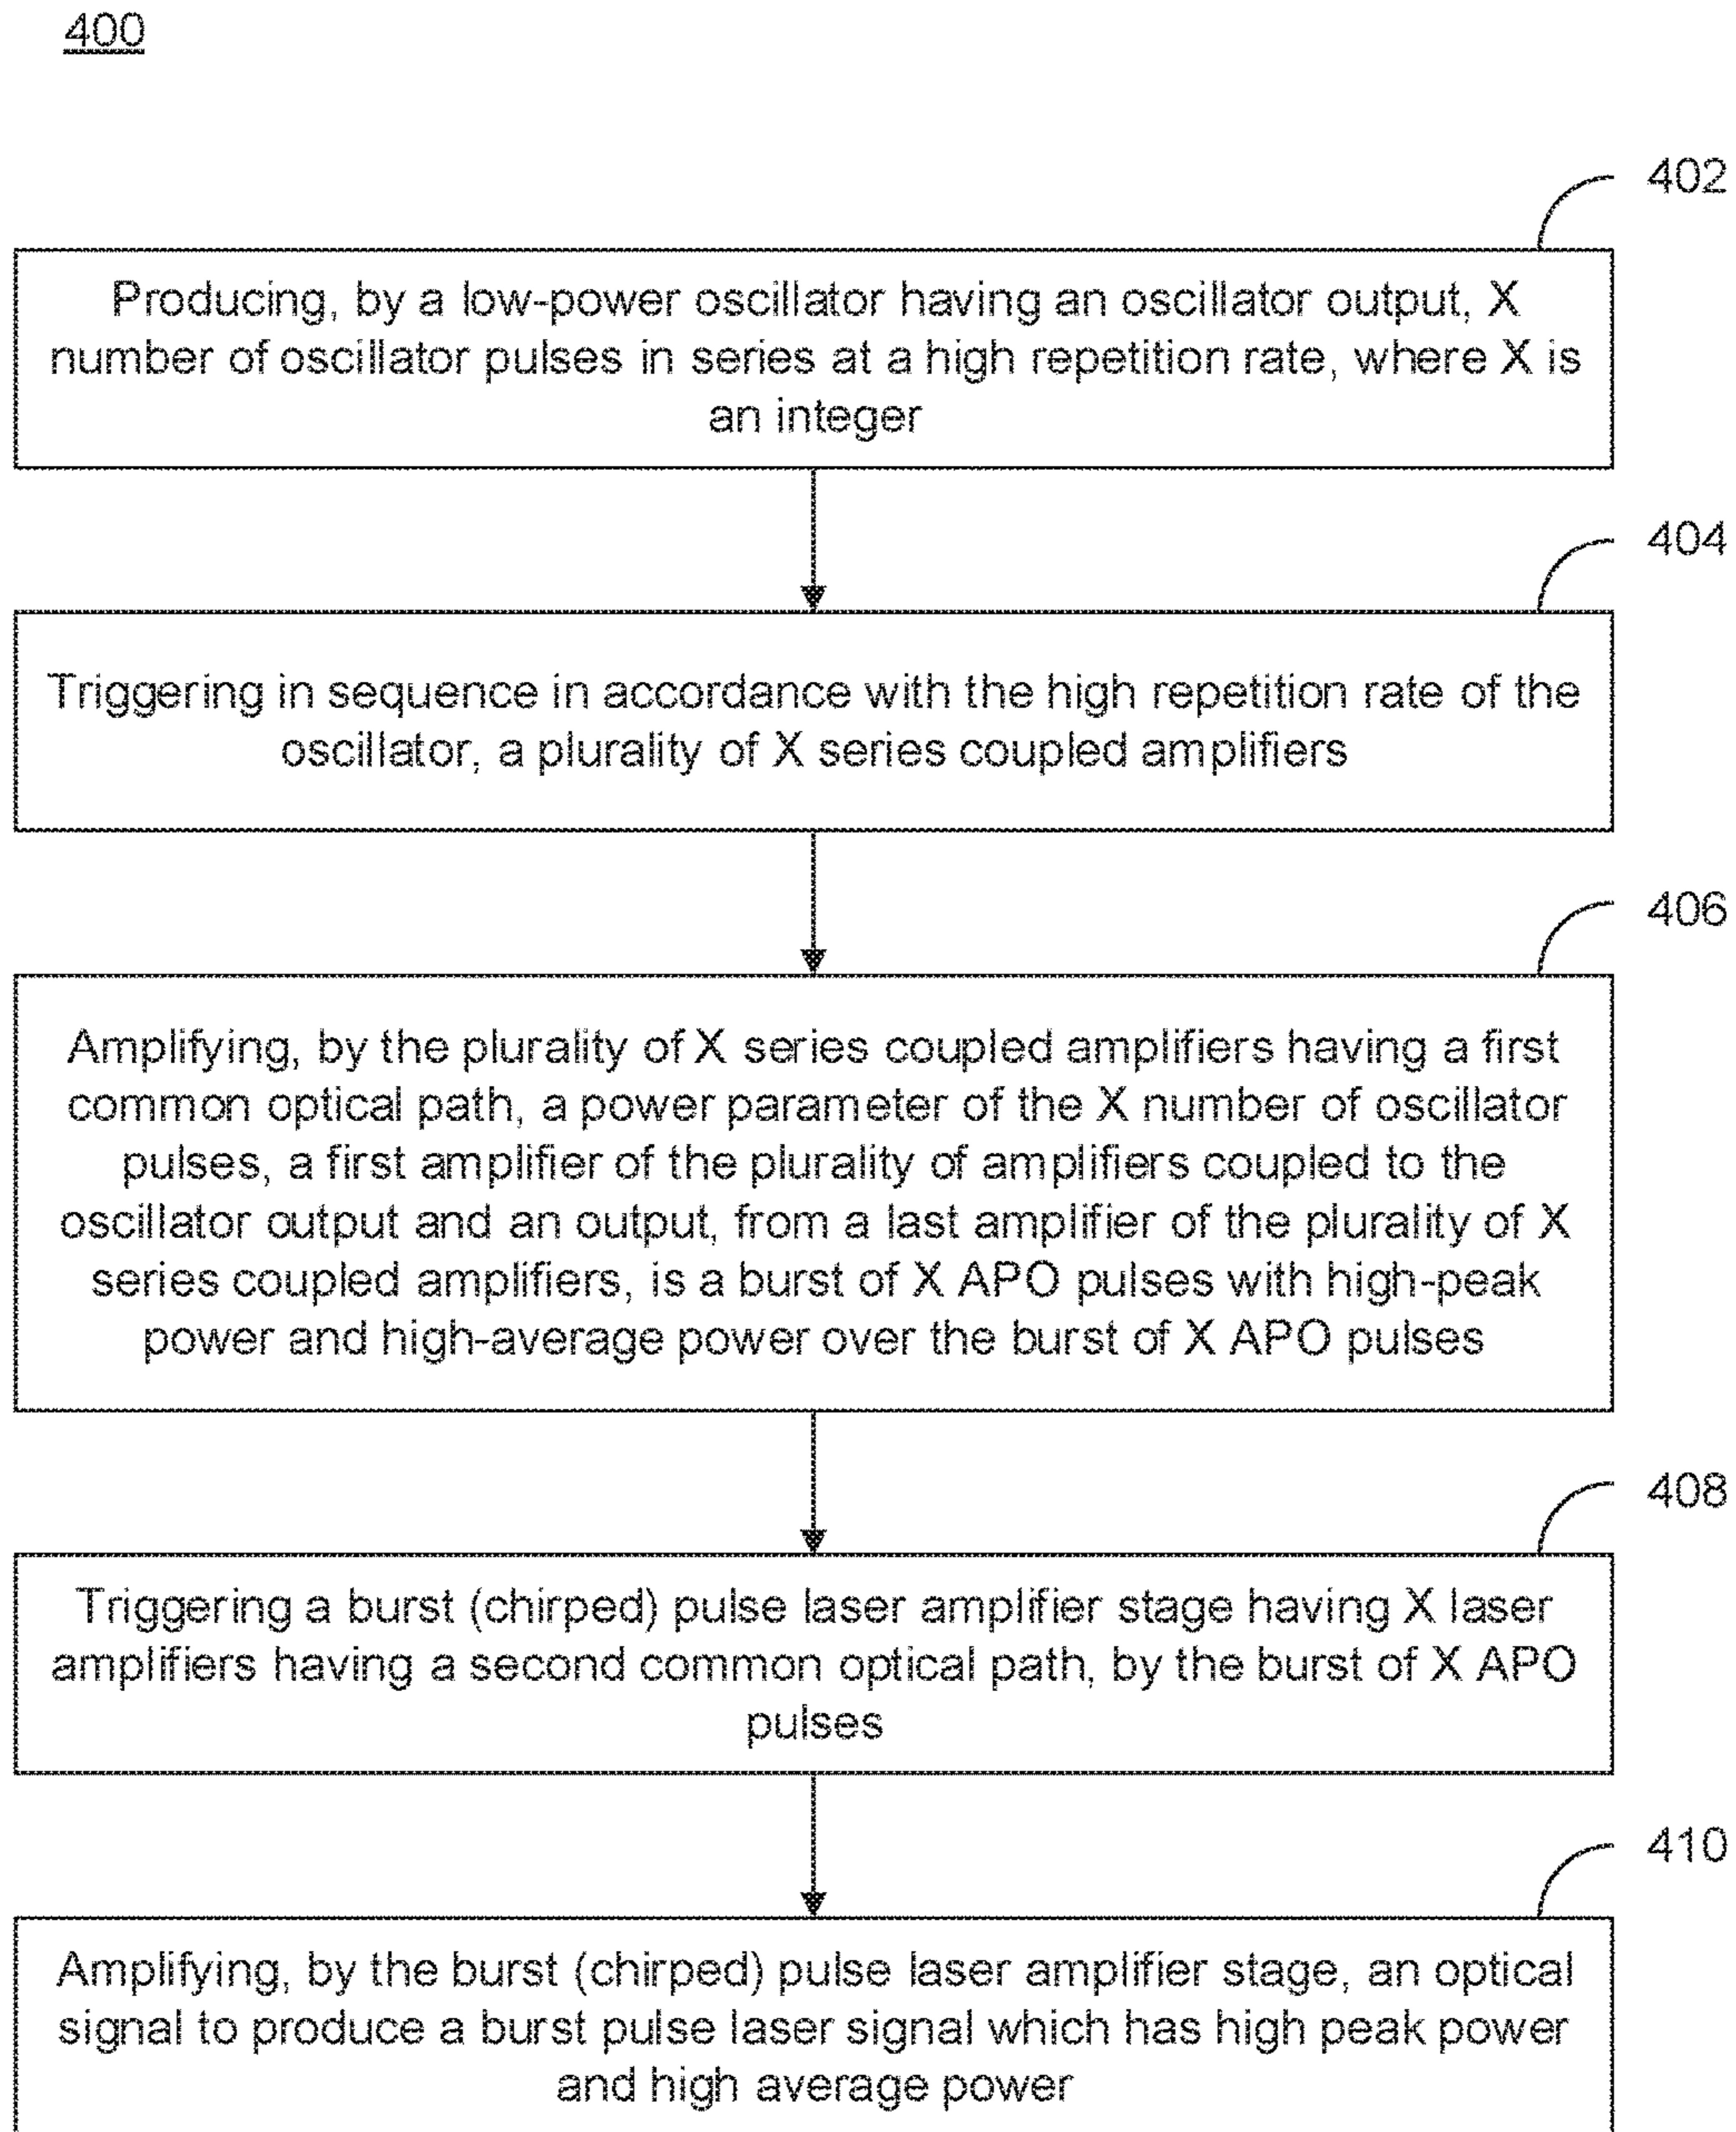 400
402
Producing, by a low-power oscillator having an oscillator output, X
number of oscillator pulses in series at a high repetition rate, where X is
an integer
404
Triggering in sequence in accordance with the high repetition rate of the
oscillator, a plurality of X series coupled amplifiers
406
Amplifying, by the plurality of X series coupled amplifiers having a first
common optical path, a power parameter of the X number of oscillator
pulses, a first amplifier of the plurality of amplifiers coupled to the
oscillator output and an output, from a last amplifier of the plurality of X
series coupled amplifiers, is a burst of X APO pulses with high-peak
power and high-average power over the burst of X APO pulses
408
Triggering a burst (chirped) pulse laser amplifier stage having X laser
amplifiers having a second common optical path, by the burst of X APO
pulses
410
Amplifying, by the burst (chirped) pulse laser amplifier stage, an optical
signal to produce a burst pulse laser signal which has high peak power
and high average power